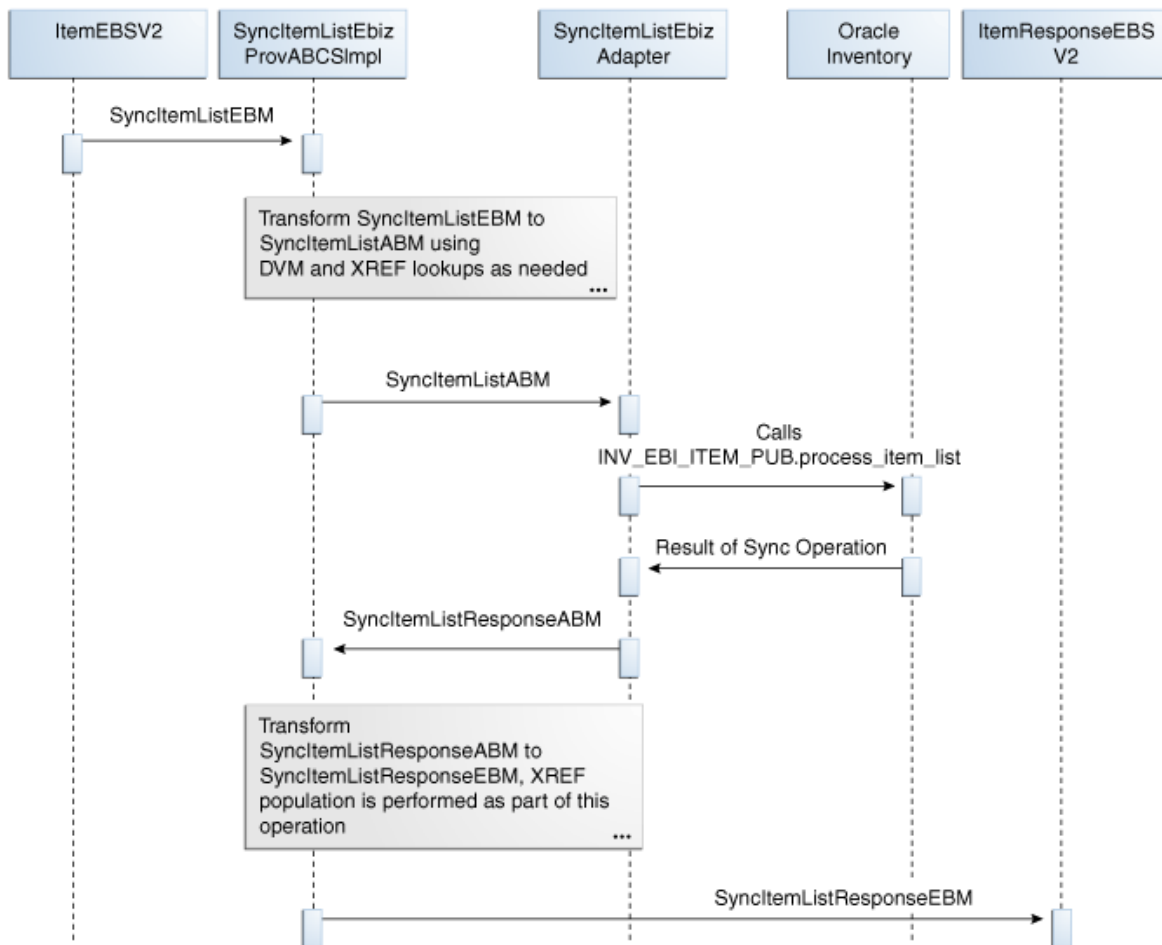 ItemEBSV2
SyncItemListEbiz
ProvABCSImpl
SyncItemListEbiz
Adapter
Oracle
Inventory
ItemResponseEBS
V2
SyncItemListEBM
Transform SyncItemListEBM to
SyncItemListABM using
DVM and XREF lookups as needed
...
SyncItemListABM
Calls
INV_EBI_ITEM_PUB.process_item_list
Result of Sync Operation
SyncItemListResponseABM
Transform
SyncItemListResponseABM to
SyncItemListResponseEBM, XREF
population is performed as part of this
operation
...
SyncItemListResponseEBM